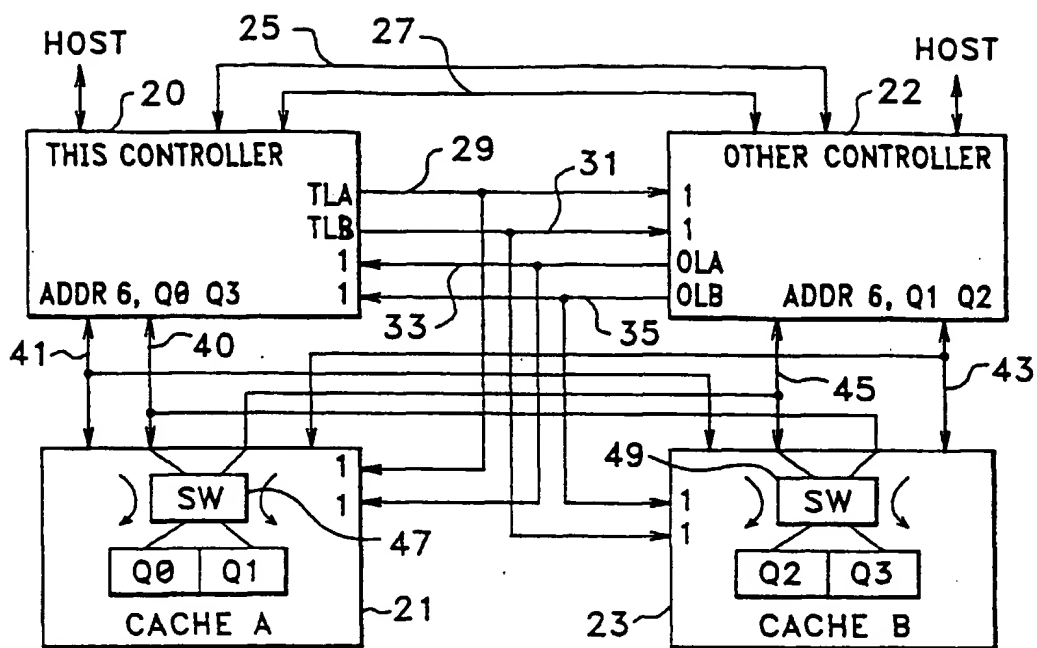 25 27
HOST HOST
20 22
THIS CONTROLLER OTHER CONTROLLER
29 31
TLA 1
TLB 1
1 OLA
1 OLB
ADDR 6, Q0 Q3 ADDR 6, Q1 Q2
33 35
41 40 45 43
1 49
SW 1 SW 1
47 1
Q0 Q1 Q2 Q3
CACHE A 21 23 CACHE B